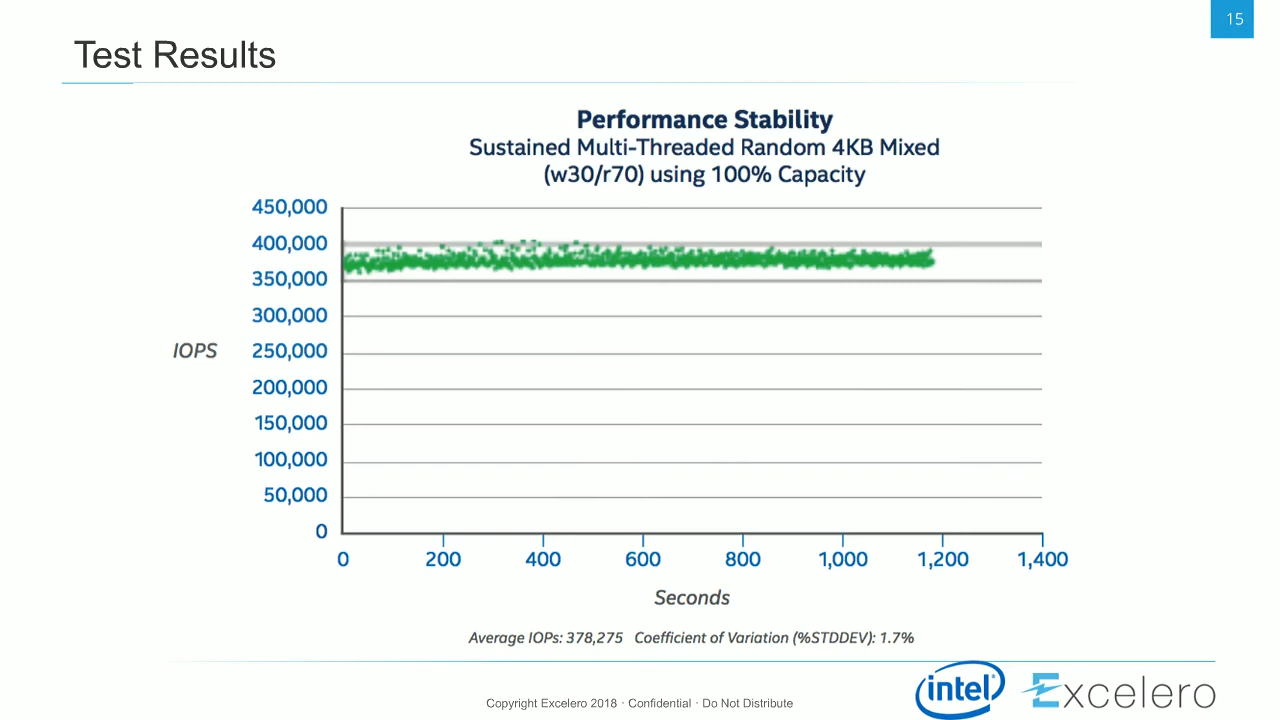 15
Test Results
Performance Stability
Sustained Multi-Threaded Random 4KB Mixed
(w30/r70) using 100% Capacity
450,000
400,000
350,000
300,000
IOPS
250,000
200,000
150,000
100,000
50,000
0
0 200 400 600 800 1,000 1,200 1,400
Seconds
Average IOPs: 378,275 Coefficient of Variation (%STDDEV): 1.7%
Copyright Excelero 2018 · Confidential · Do Not Distribute
intel
Excelero